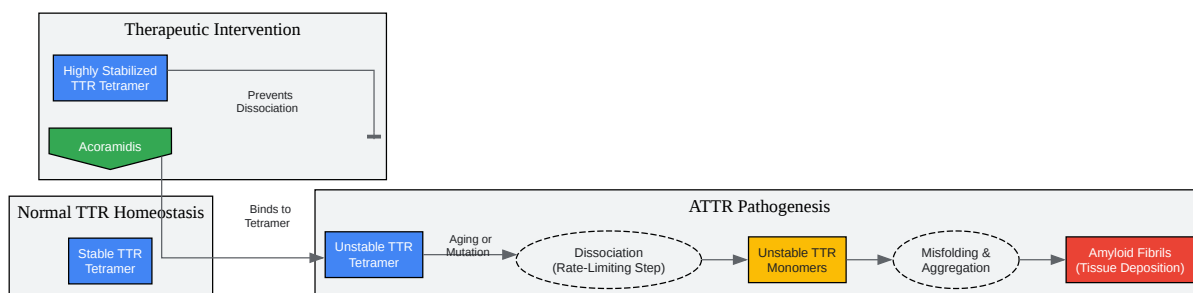 Therapeutic Intervention
Highly Stabilized
TTR Tetramer
Prevents
Dissociation
Acoramidis
Normal TTR Homeostasis
Stable TTR
Tetramer
Binds to
Tetramer
ATTR Pathogenesis
Unstable TTR
Tetramer
Aging or
Mutation
Dissociation
(Rate-Limiting Step)
Unstable TTR
Monomers
Misfolding &
Aggregation
Amyloid Fibrils
(Tissue Deposition)